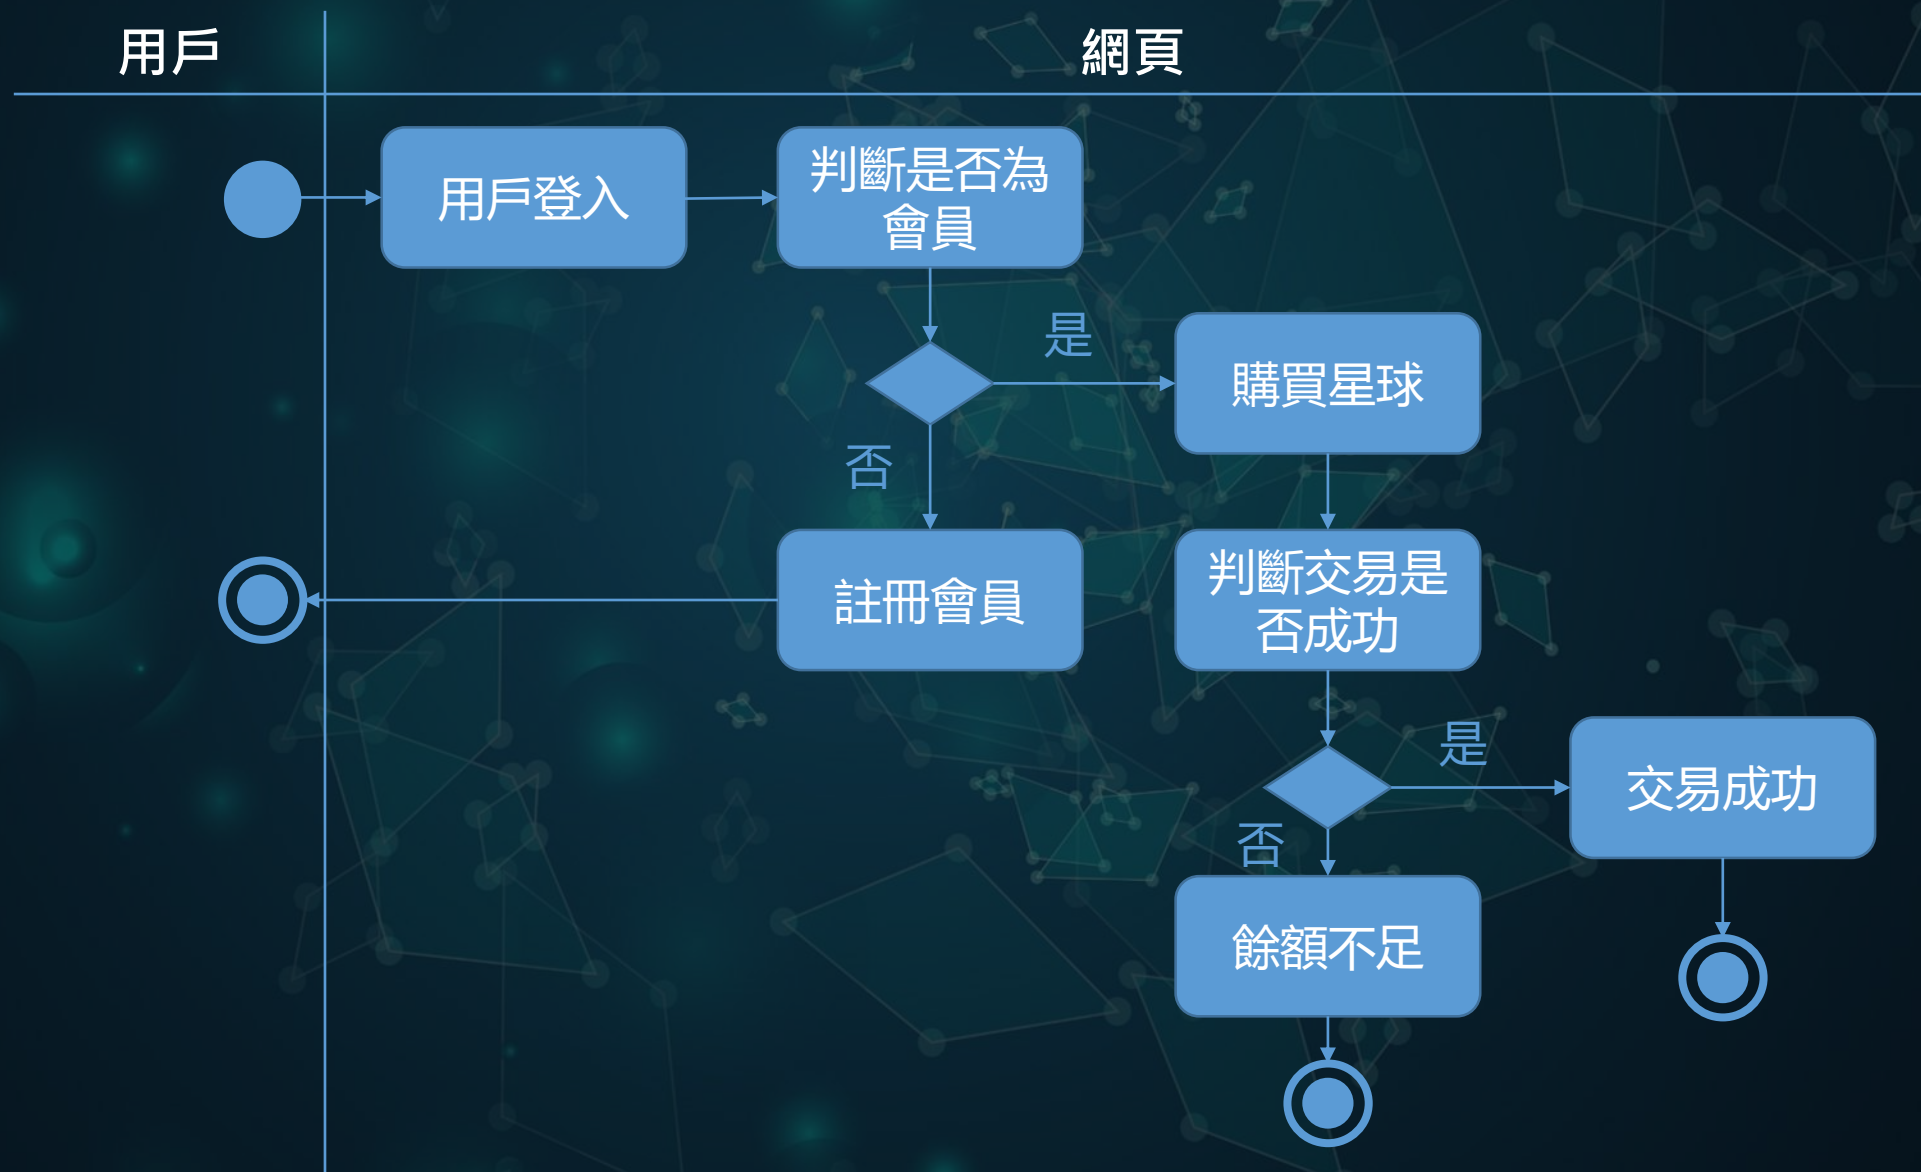 用戶
網頁
用戶登入
判斷是否為
會員
是
購買星球
否
註冊會員
判斷交易是
否成功
是
交易成功
否
餘額不足